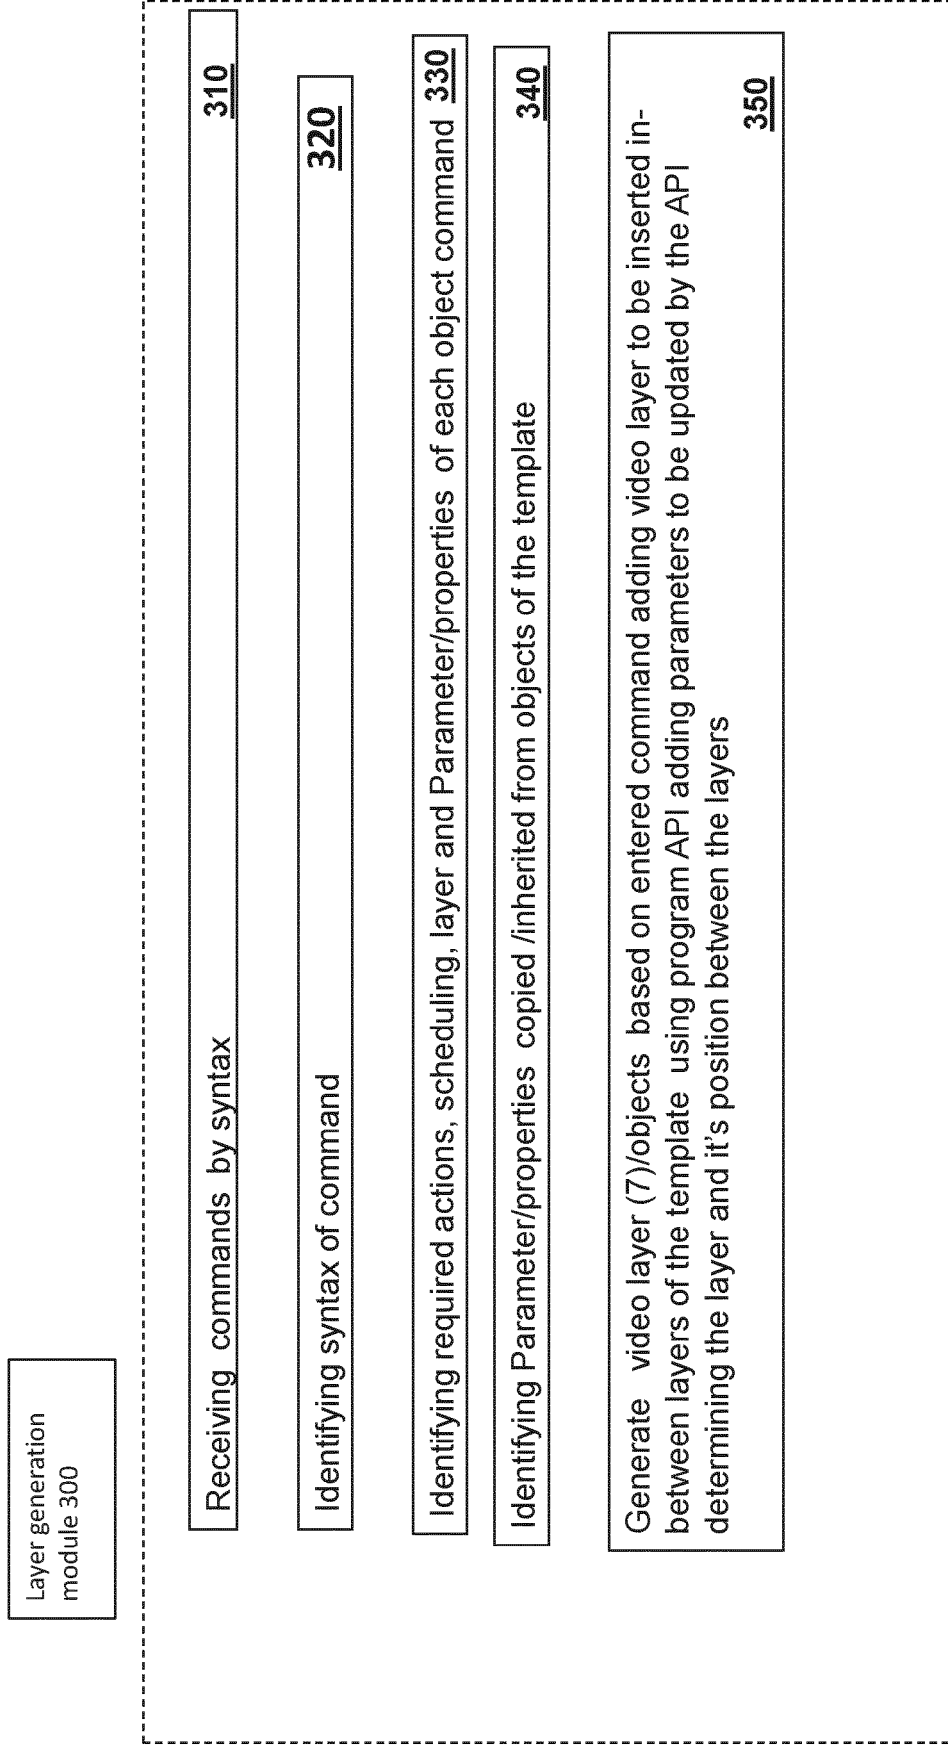 Layer generation
module 300
Receiving commands by syntax 310
Identifying syntax of command 320
Identifying required actions, scheduling, layer and Parameter/properties of each object command 330
Identifying Parameter/properties copied /inherited from objects of the template 340
Generate video layer (7)/objects based on entered command adding video layer to be inserted in-
between layers of the template using program API adding parameters to be updated by the API
determining the layer and it's position between the layers
350